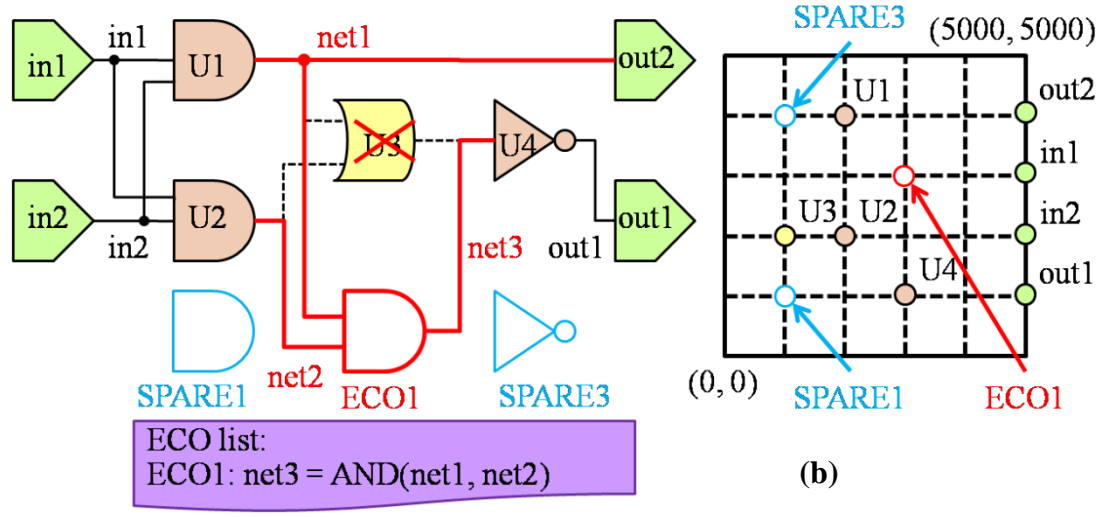 in1
in1
U1
net1
out2
U3
U4
in2
in2
U2
out1
out1
net3
net2
SPARE1
ECO1
SPARE3
ECO list:
ECO1: net3 = AND(net1, net2)
SPARE3
(5000, 5000)
U1
out2
in1
U3
U2
in2
U4
out1
(0, 0)
SPARE1
ECO1
(b)